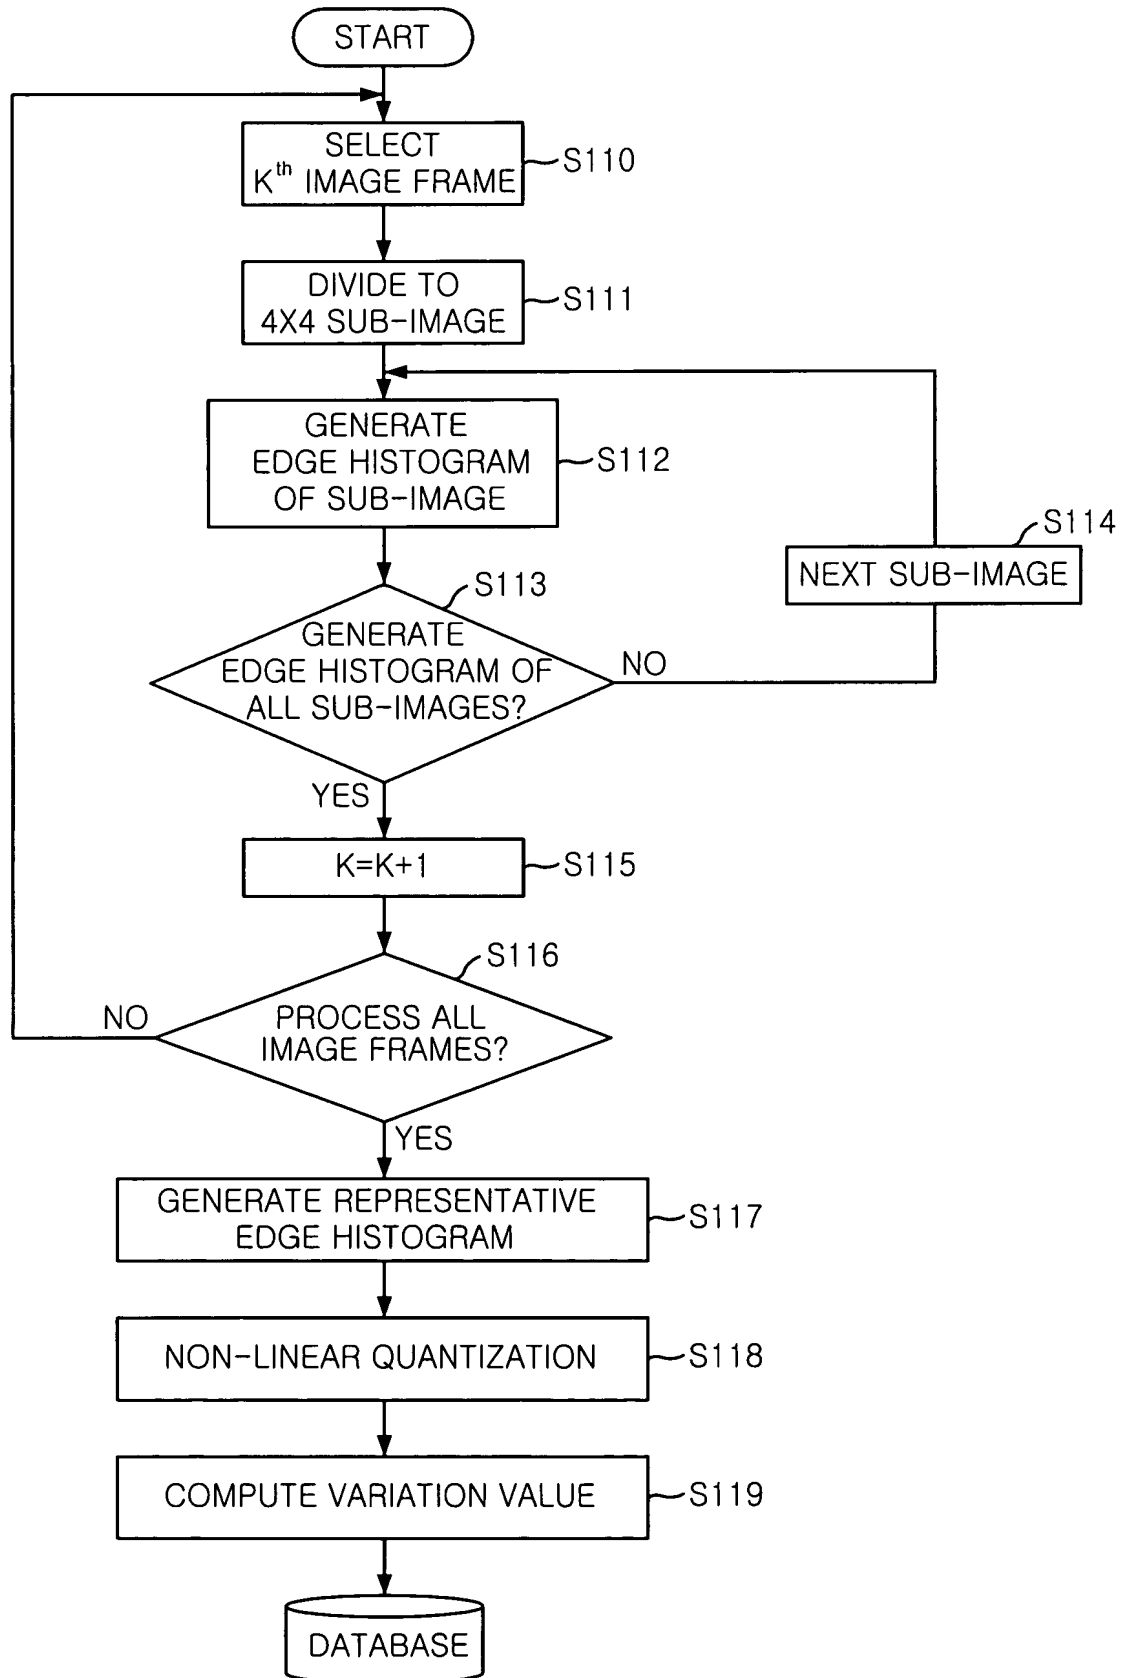 START
SELECT
Kth IMAGE FRAME
S110
DIVIDE TO
4X4 SUB-IMAGE
S111
GENERATE
EDGE HISTOGRAM
OF SUB-IMAGE
S112
S114
NEXT SUB-IMAGE
S113
GENERATE
EDGE HISTOGRAM OF
ALL SUB-IMAGES?
NO
YES
K=K+1
S115
S116
PROCESS ALL
IMAGE FRAMES?
NO
YES
GENERATE REPRESENTATIVE
EDGE HISTOGRAM
S117
NON-LINEAR QUANTIZATION
S118
COMPUTE VARIATION VALUE
S119
DATABASE